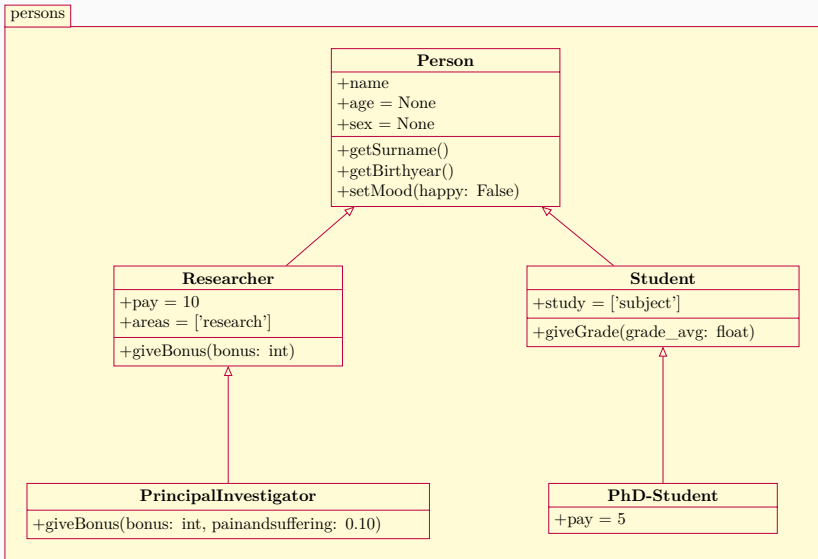 persons
Person
+name
+age = None
+sex = None
+getSurname()
+getBirthyear()
+setMood(happy: False)
Researcher
+pay = 10
+areas = ['research']
+giveBonus(bonus: int)
Student
+study = ['subject']
+giveGrade(grade_avg: float)
PrincipalInvestigator
+giveBonus(bonus: int, painandsuffering: 0.10)
PhD-Student
+pay = 5